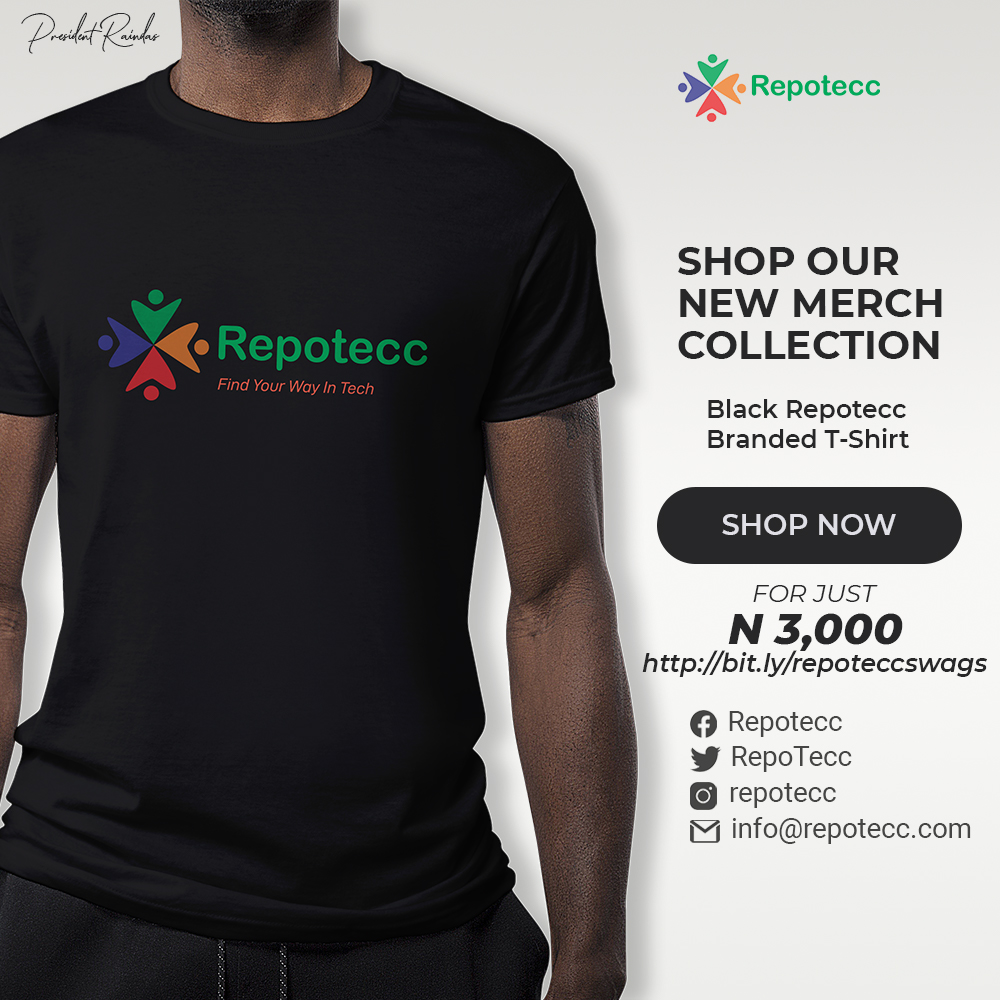 President Raindas
Repotecc
Repotecc
Find Your Way In Tech
SHOP OUR
NEW MERCH
COLLECTION
Black Repotecc
Branded T-Shirt
SHOP NOW
FOR JUST
N 3,000
http://bit.ly/repoteccswags
Repotecc
RepoTecc
repotecc
info@repotecc.com